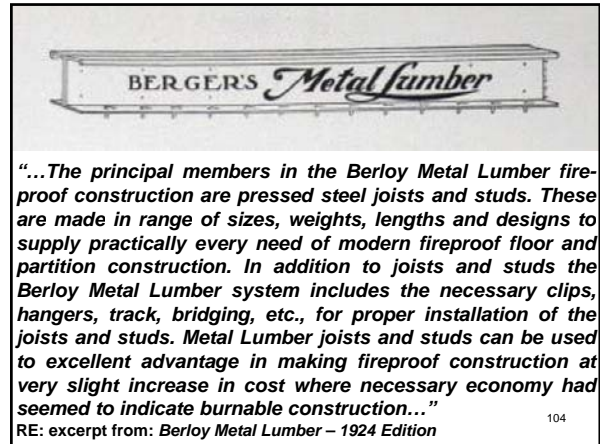 BERGER'S Metal Lumber
“…The principal members in the Berloy Metal Lumber fire-
proof construction are pressed steel joists and studs. These
are made in range of sizes, weights, lengths and designs to
supply practically every need of modern fireproof floor and
partition construction. In addition to joists and studs the
Berloy Metal Lumber system includes the necessary clips,
hangers, track, bridging, etc., for proper installation of the
joists and studs. Metal Lumber joists and studs can be used
to excellent advantage in making fireproof construction at
very slight increase in cost where necessary economy had
seemed to indicate burnable construction…”
RE: excerpt from: Berloy Metal Lumber – 1924 Edition
104